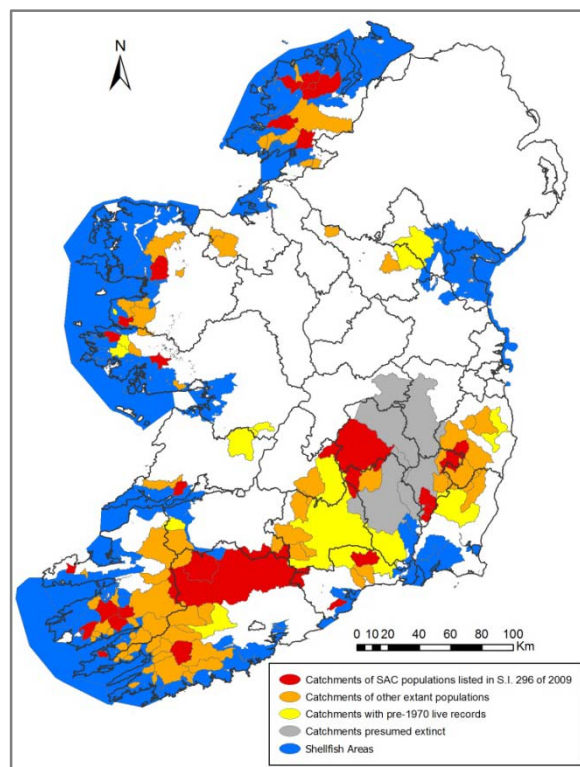 N
0 10 20 40 60 80 100
Km
Catchments of SAC populations listed in S.I. 296 of 2009
Catchments of other extant populations
Catchments with pre-1970 live records
Catchments presumed extinct
Shellfish Areas